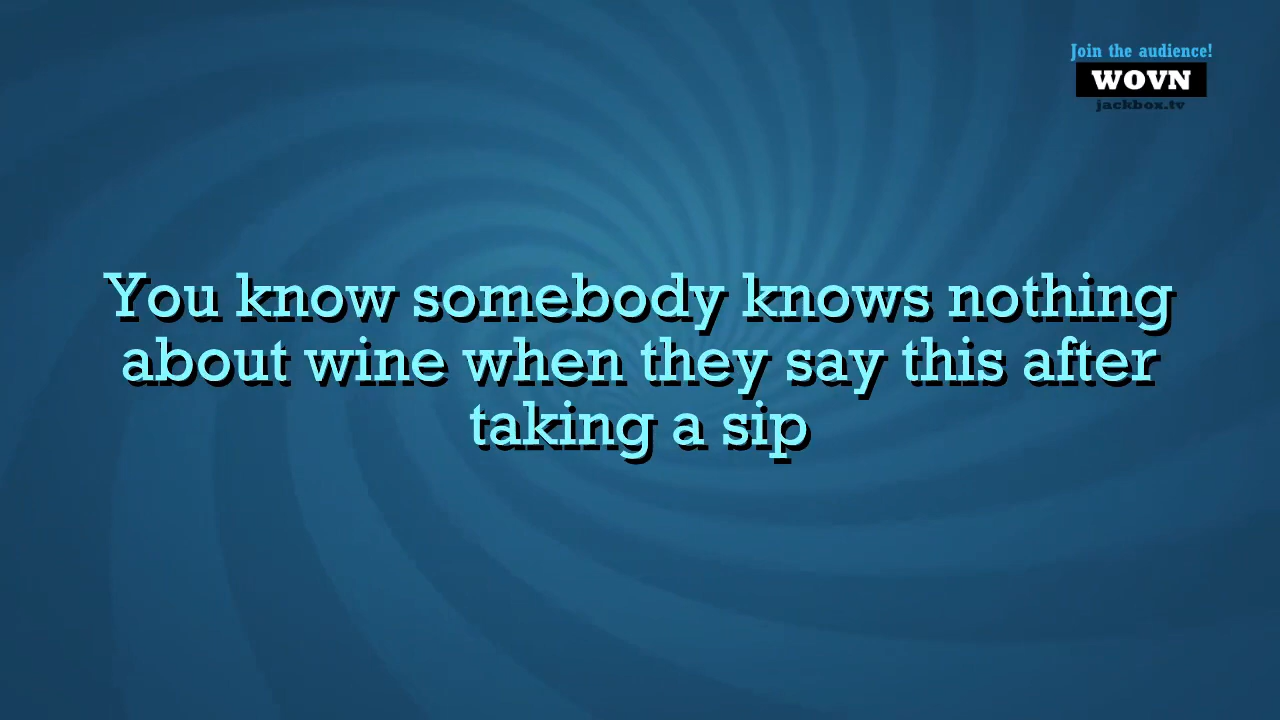 Join the audience!
WOVN
jackbox.tv
You know somebody knows nothing
about wine when they say this after
taking a sip